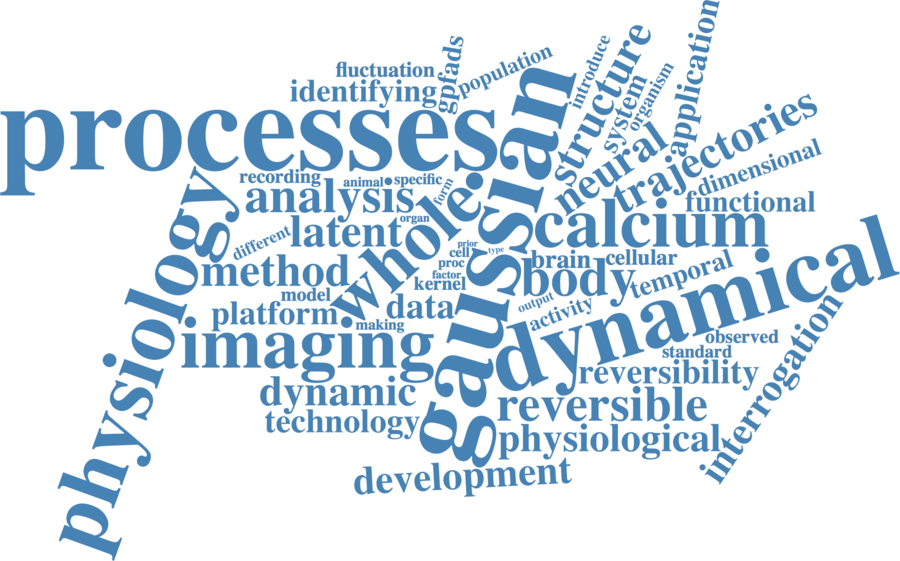 fluctuation
identifying
gpfads
population
introduce
structure
system
organism
application
processes
gaussian
neural
trajectories
dimensional
functional
recording
animal
specific
form
analysis
organ
whole
calcium
physiology
different
latent
prior
cell
type
proc
factor
kernel
brain
cellular
method
body
temporal
dynamical
model
platform
making
data
output
activity
imaging
observed
standard
interrogation
dynamic
reversibility
technology
reversible
physiological
development